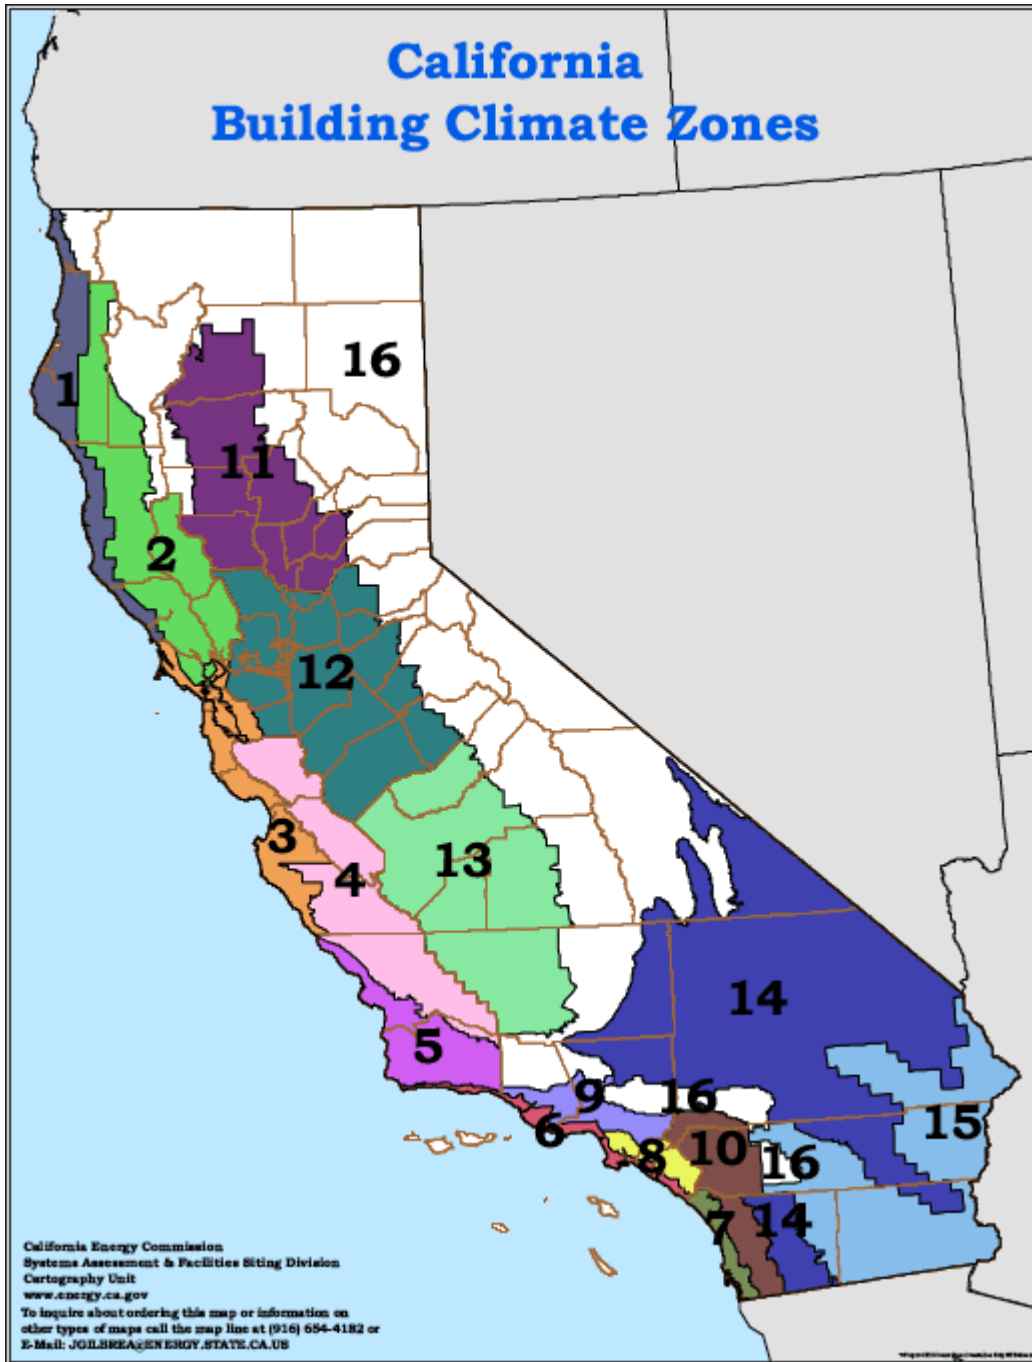 California
Building Climate Zones
16
1
11
2
12
3
13
4
14
5
9
16
6
15
8
10
16
7
14
California Energy Commission
Systems Assessment & Facilities Siting Division
Cartography Unit
www.energy.ca.gov
To inquire about ordering this map or information on
other types of maps call the map line at (916) 654-4182 or
E-Mail: JGILBREA@ENERGY.STATE.CA.US